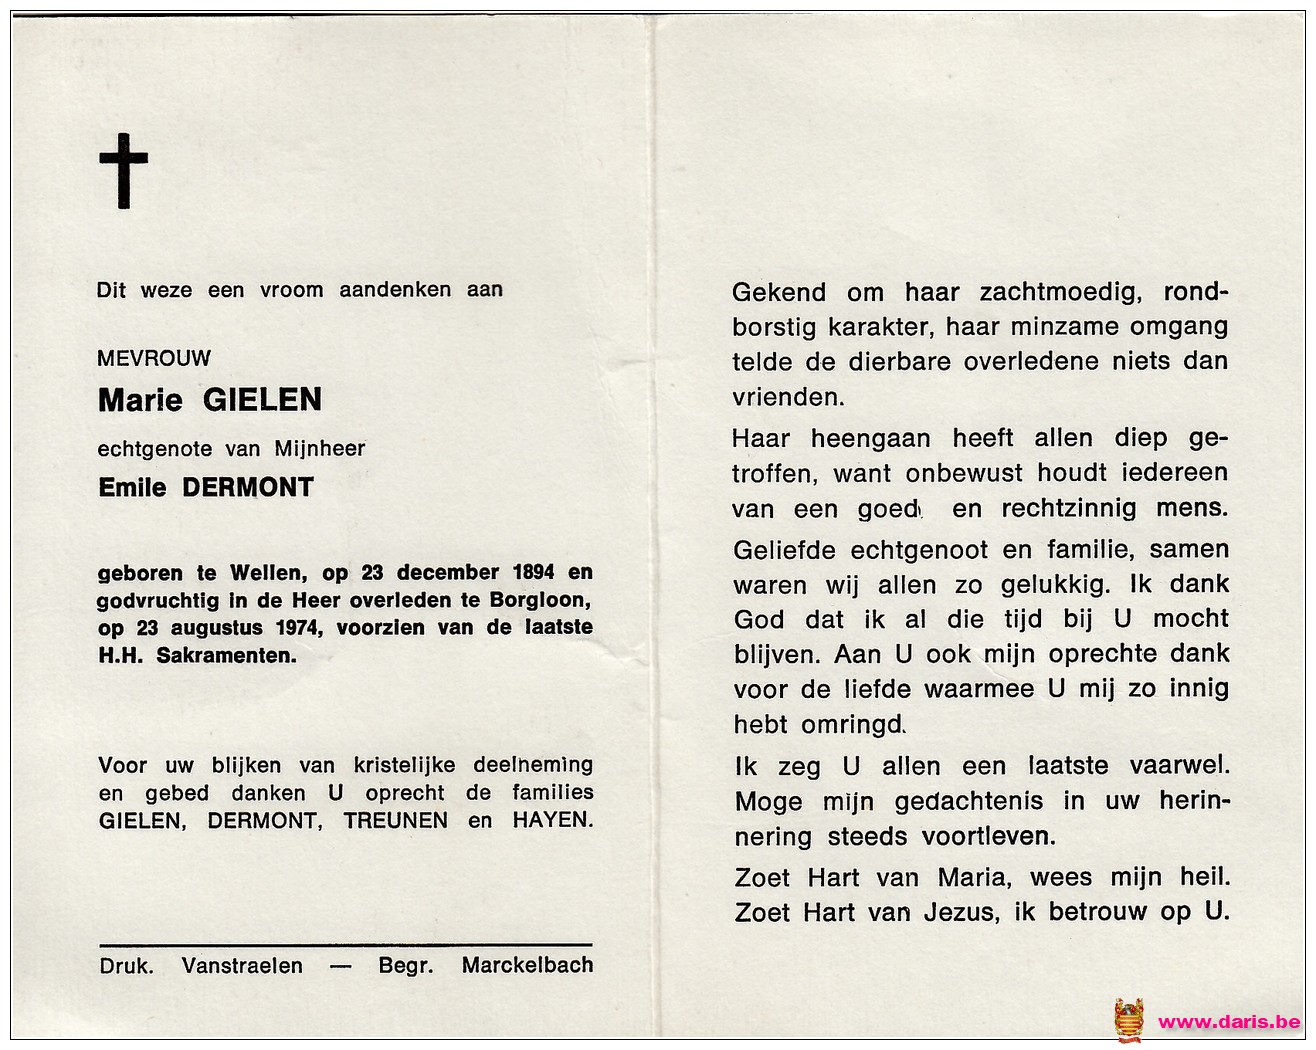 Dit weze een vroom aandenken aan
MEVROUW
Marie GIELEN
echtgenote van Mijnheer
Emile DERMONT
geboren te Wellen, op 23 december 1894 en
godvruchtig in de Heer overleden te Borgloon,
op 23 augustus 1974, voorzien van de laatste
H.H. Sakramenten.
Voor uw blijken van kristelijke deelneming
en gebed danken U oprecht de families
GIELEN, DERMONT, TREUNEN en HAYEN.
Druk. Vanstraelen — Begr. Marckelbach
Gekend om haar zachtmoedig, rond-
borstig karakter, haar minzame omgang
telde de dierbare overledene niets dan
vrienden.
Haar heengaan heeft allen diep ge-
troffen, want onbewust houdt iedereen
van een goed en rechtzinnig mens.
Geliefde echtgenoot en familie, samen
waren wij allen zo gelukkig. Ik dank
God dat ik al die tijd bij U mocht
blijven. Aan U ook mijn oprechte dank
voor de liefde waarmee U mij zo innig
hebt omringd.
Ik zeg U allen een laatste vaarwel.
Moge mijn gedachtenis in uw herin-
nering steeds voortleven.
Zoet Hart van Maria, wees mijn heil.
Zoet Hart van Jezus, ik betrouw op U.
www.daris.be